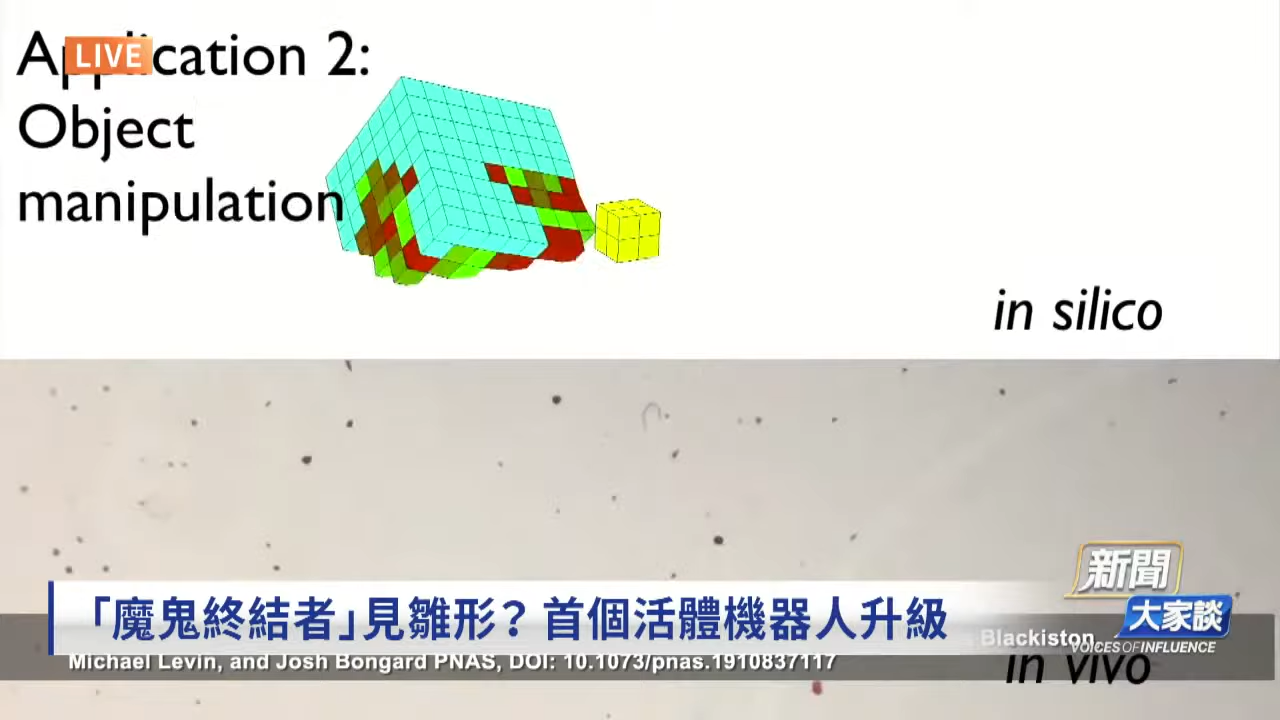 LIVE
Application 2:
Object
manipulation
in silico
新聞
大家談
VOICES OF INFLUENCE
「魔鬼終結者」見雛形？首個活體機器人升級
Blackiston,
Michael Levin, and Josh Bongard PNAS, DOI: 10.1073/pnas.1910837117
in vivo